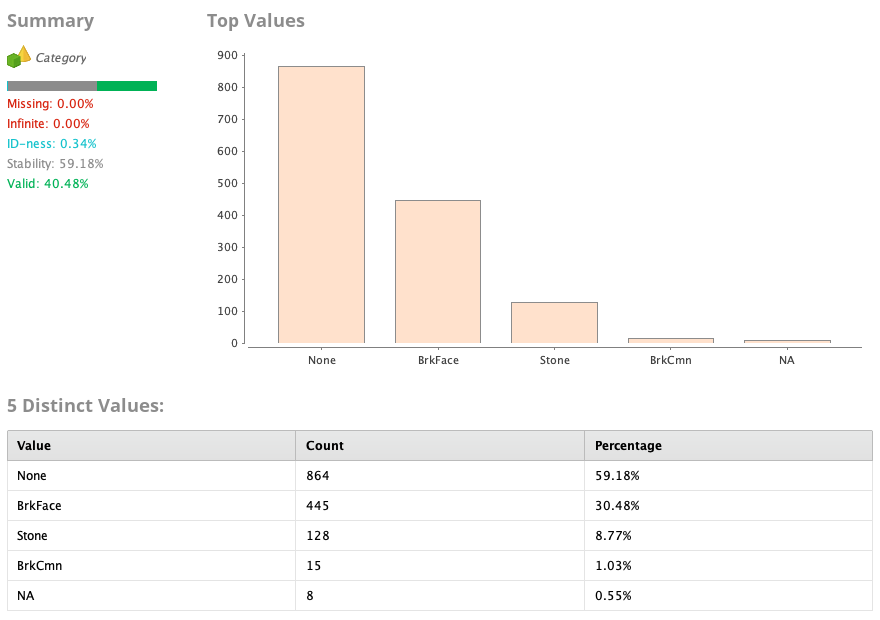 Summary
Category
Missing: 0.00%
Infinite: 0.00%
ID-ness: 0.34%
Stability: 59.18%
Valid: 40.48%
Top Values
900
800
700
600
500
400
300
200
100
0
None BrkFace Stone BrkCmn NA
5 Distinct Values:
Value Count Percentage
None 864 59.18%
BrkFace 445 30.48%
Stone 128 8.77%
BrkCmn 15 1.03%
NA 8 0.55%